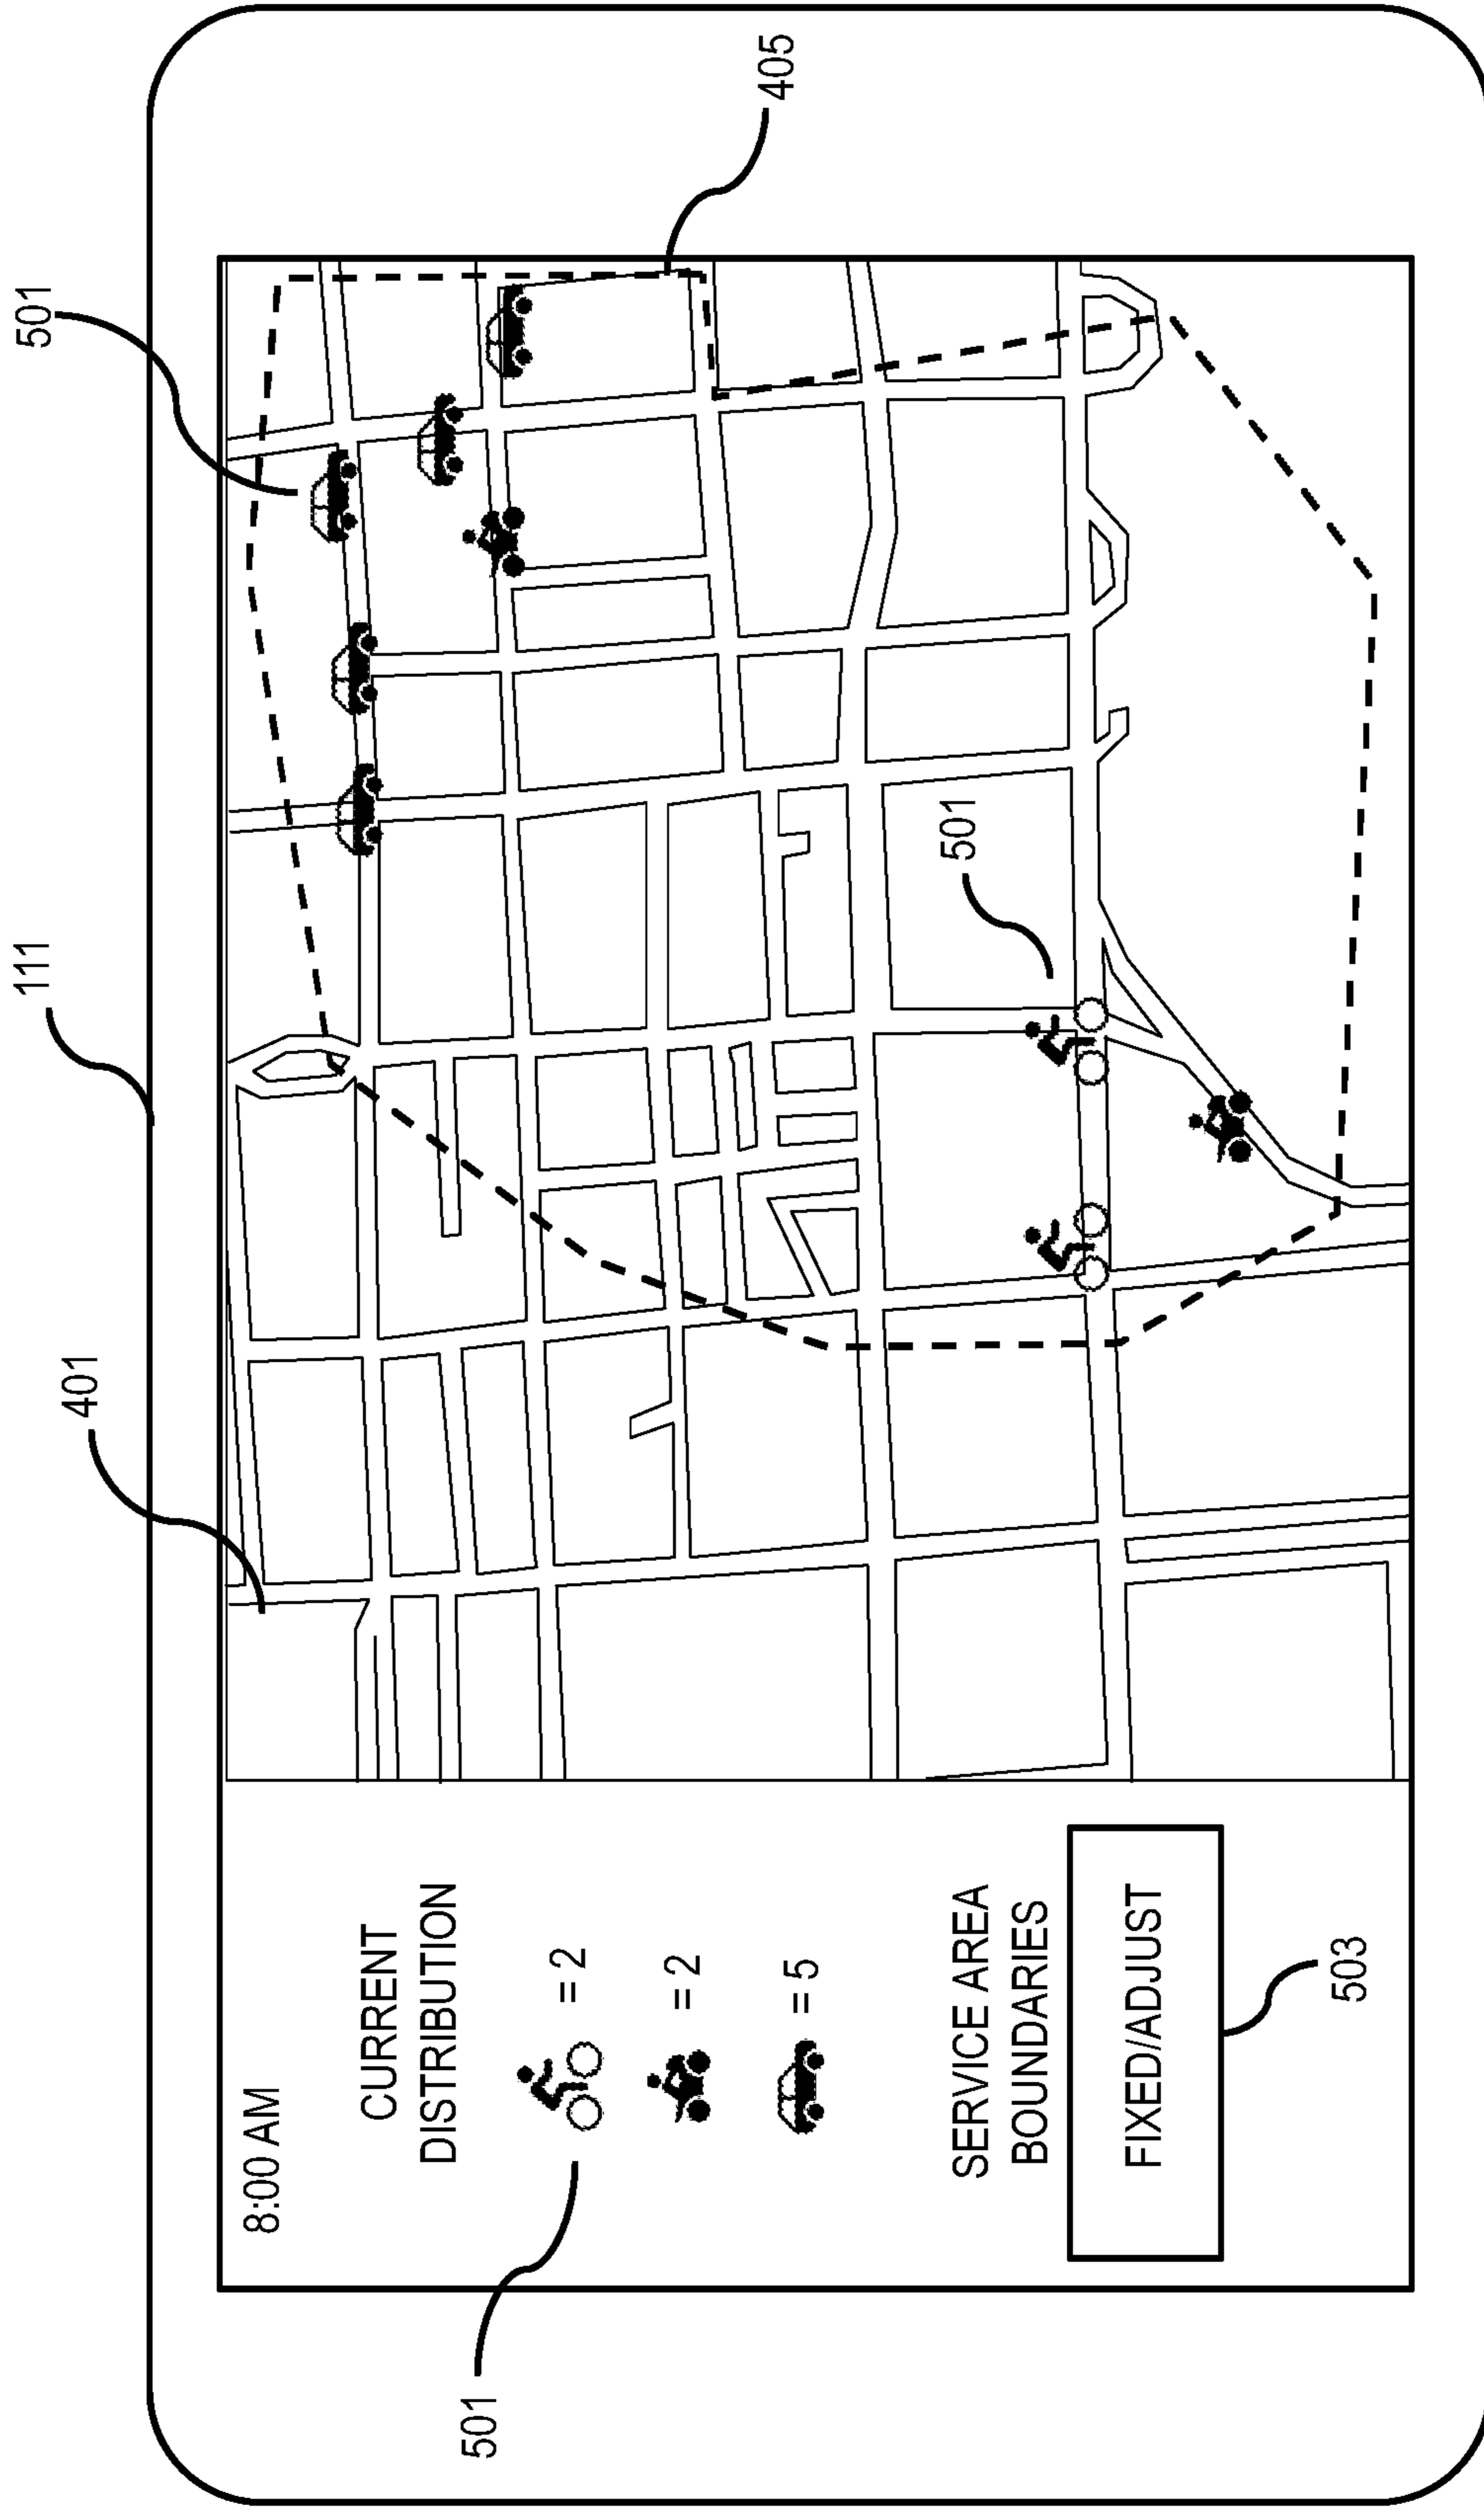 8:00 AM
CURRENT
DISTRIBUTION
= 2
= 2
= 5
SERVICE AREA
BOUNDARIES
FIXED/ADJUST
501
503
401
111
501
501
405